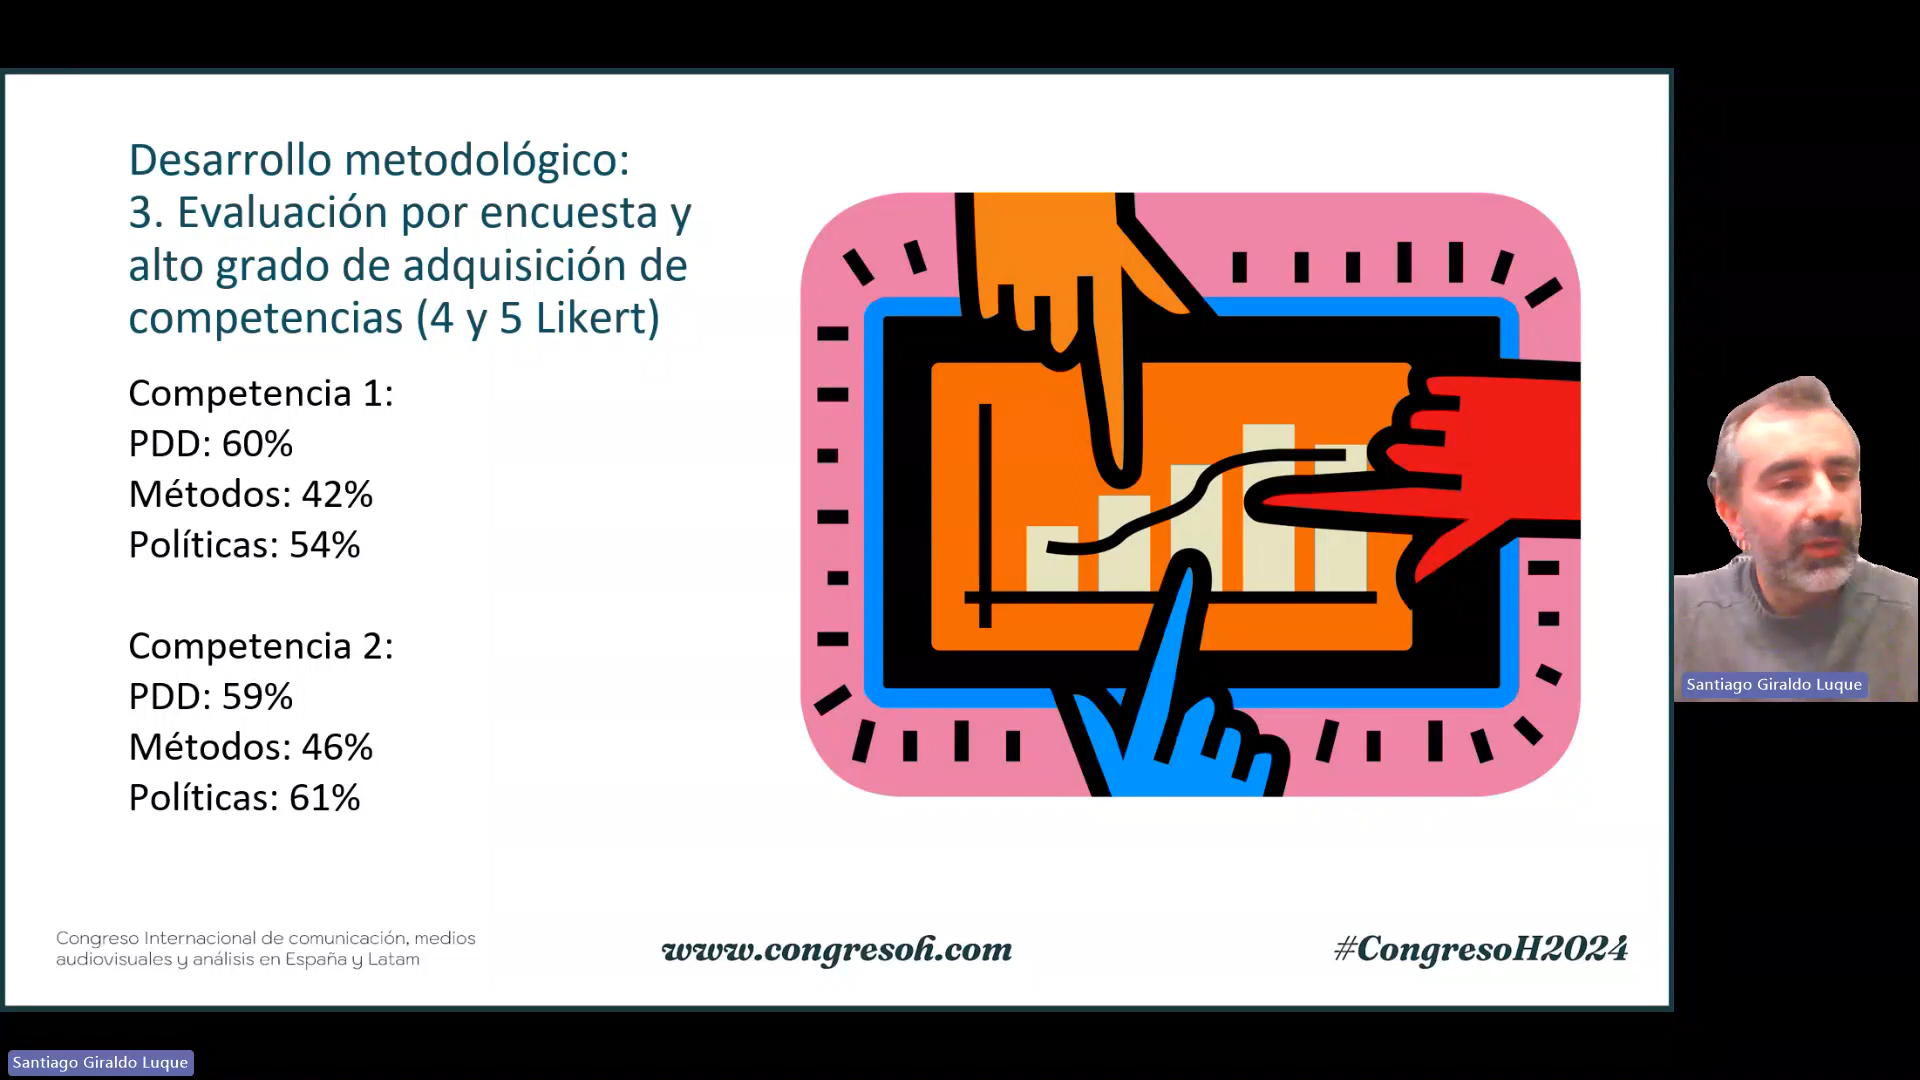 Desarrollo metodológico:
3. Evaluación por encuesta y
alto grado de adquisición de
competencias (4 y 5 Likert)
Competencia 1:
PDD: 60%
Métodos: 42%
Políticas: 54%
Competencia 2:
PDD: 59%
Métodos: 46%
Políticas: 61%
Congreso Internacional de comunicación, medios
audiovisuales y análisis en España y Latam
www.congresoh.com
#CongresoH2024
Santiago Giraldo Luque
Santiago Giraldo Luque